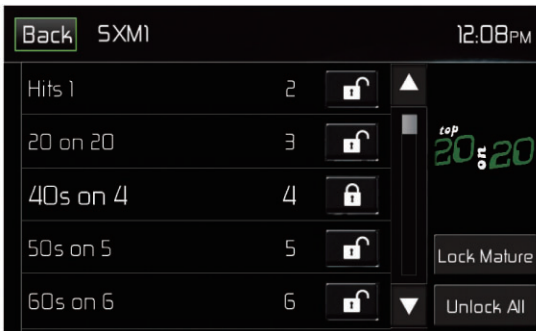 Back SXM1 12:08PM
Hits 1 2
20 on 20 3
40s on 4 4
50s on 5 5
60s on 6 6
top
20 on 20
Lock Mature
Unlock All